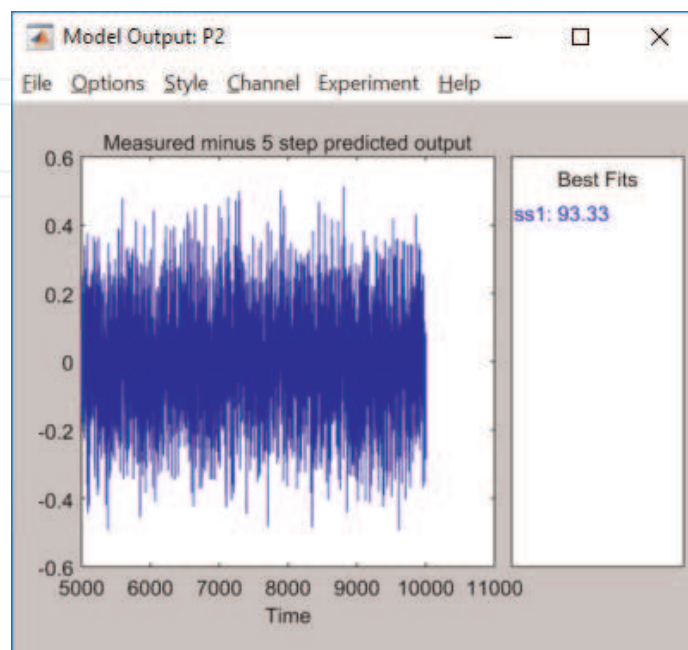 Model Output: P2
File Options Style Channel Experiment Help
Measured minus 5 step predicted output
0.6
0.4
0.2
0
-0.2
-0.4
-0.6
5000 6000 7000 8000 9000 10000 11000
Time
Best Fits
ss1: 93.33